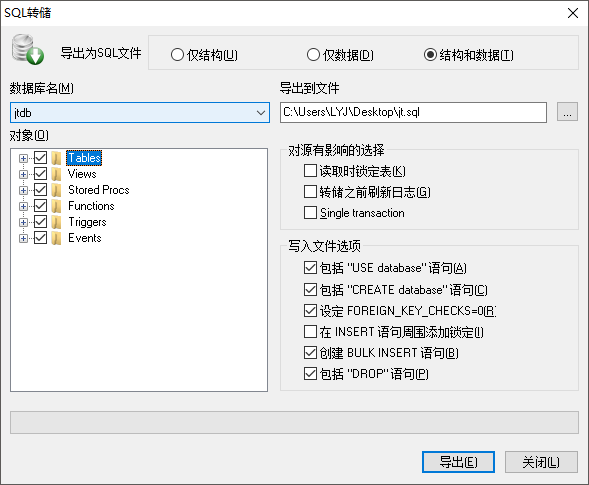 SQL转储
导出为SQL文件
仅结构(U)
仅数据(D)
结构和数据(T)
数据库名(M)
导出到文件
jtdb
C:\Users\LYJ\Desktop\jt.sql
...
对象(O)
Tables
Views
Stored Procs
Functions
Triggers
Events
对源有影响的选择
读取时锁定表(K)
转储之前刷新日志(G)
Single transaction
写入文件选项
包括 "USE database" 语句(A)
包括 "CREATE database" 语句(C)
设定 FOREIGN_KEY_CHECKS=0(R)
在 INSERT 语句周围添加锁定(I)
创建 BULK INSERT 语句(B)
包括 "DROP" 语句(P)
导出(E)
关闭(L)